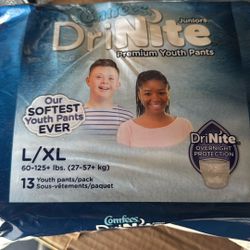 Comfees
Juniors
DriNite
Premium Youth Pants
Our
SOFTEST
Youth Pants
EVER
L/XL
60-125+ lbs. (27-57+ kg)
13 Youth pants/pack
Sous-vêtements/paquet
DriNite
OVERNIGHT
PROTECTION
Comfees
DriNite